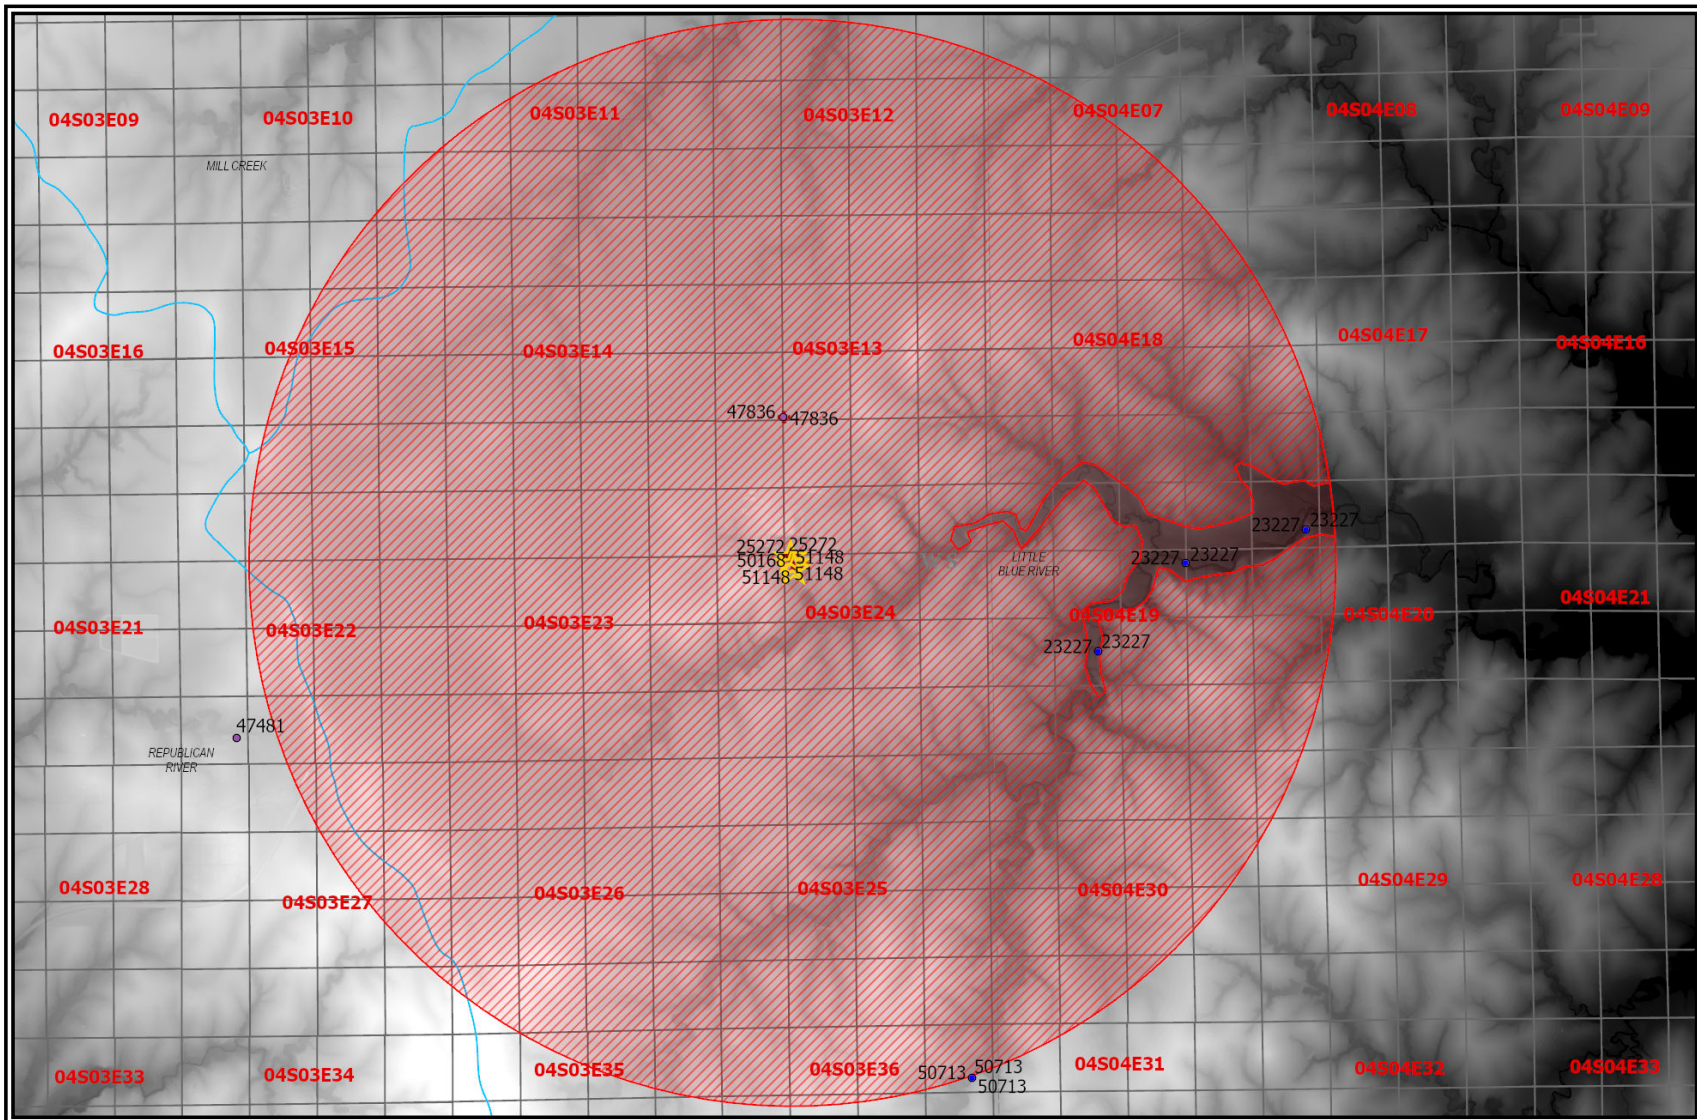 04S03E09
04S03E10
04S03E11
04S03E12
04S04E07
04S04E08
04S04E09
MILL CREEK
04S03E16
04S03E15
04S03E14
04S03E13
04S04E18
04S04E17
04S04E16
47836
47836
25272
25272
50168
51148
51148
51148
LITTLE
BLUE RIVER
23227
23227
23227
23227
04S03E21
04S03E22
04S03E23
04S03E24
04S04E19
04S04E20
04S04E21
23227
23227
47481
REPUBLICAN
RIVER
04S03E28
04S03E27
04S03E26
04S03E25
04S04E30
04S04E29
04S04E28
04S03E33
04S03E34
04S03E35
04S03E36
50713
50713
50713
04S04E31
04S04E32
04S04E33